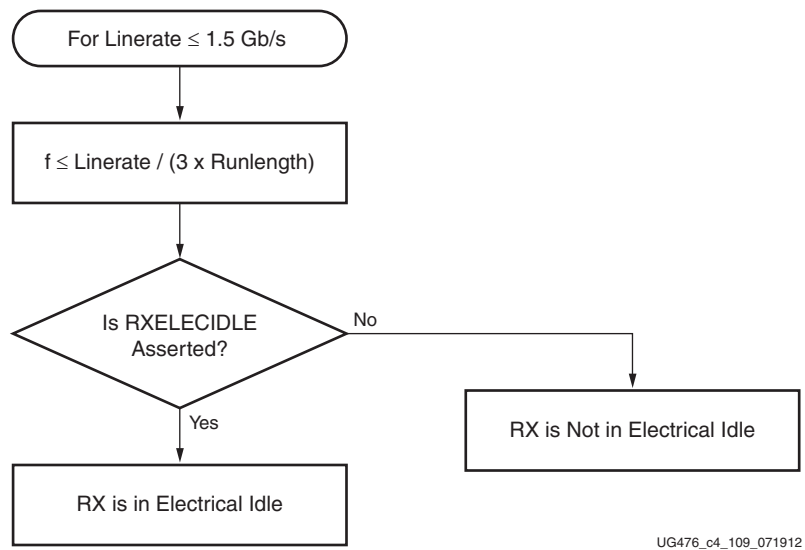 For Linerate ≤ 1.5 Gb/s
f ≤ Linerate / (3 x Runlength)
Is RXELECIDLE
Asserted?
No
Yes
RX is Not in Electrical Idle
RX is in Electrical Idle
UG476_c4_109_071912